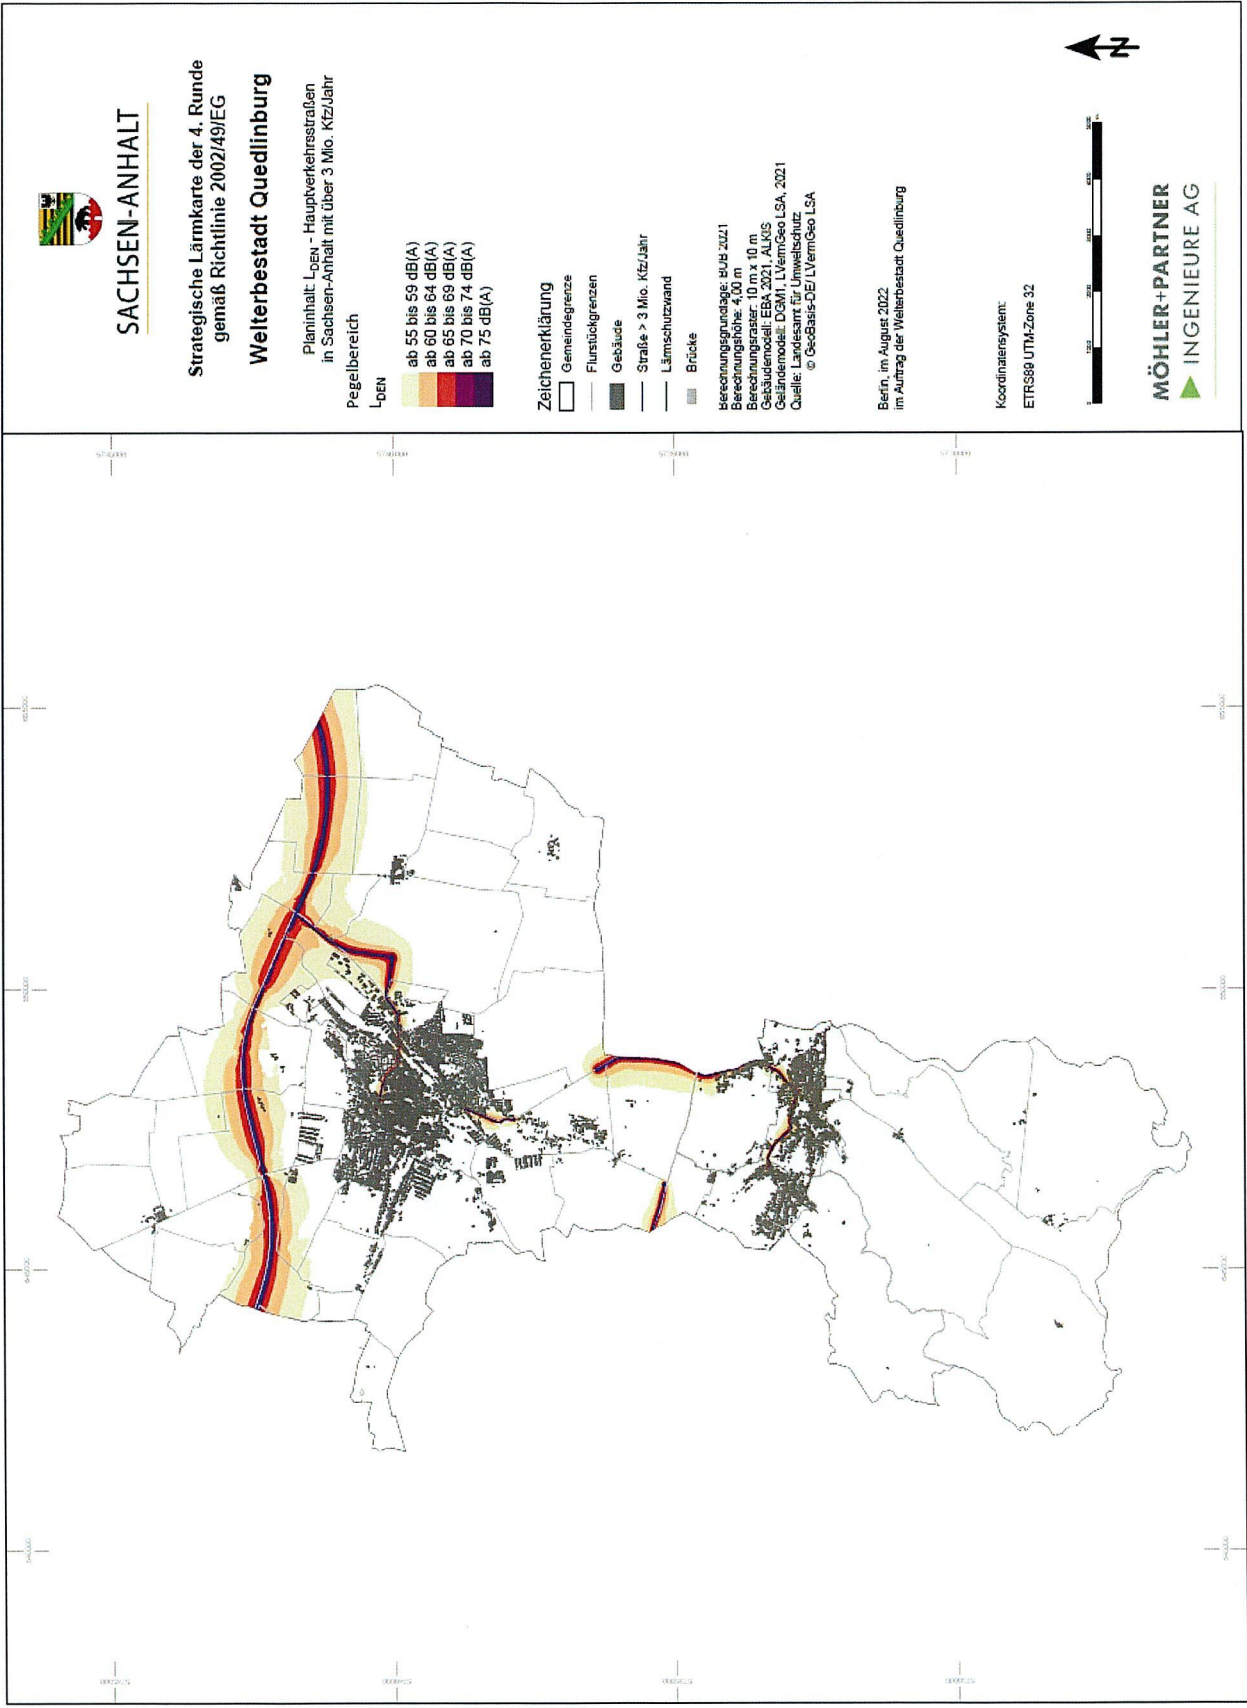 SACHSEN-ANHALT
Strategische Lärmkarte der 4. Runde
gemäß Richtlinie 2002/49/EG
Welterbestadt Quedlinburg
Planinhalt: LDEN - Hauptverkehrsstraßen
in Sachsen-Anhalt mit über 3 Mio. Kfz/Jahr
Pegelbereich
LDEN
ab 55 bis 59 dB(A)
ab 60 bis 64 dB(A)
ab 65 bis 69 dB(A)
ab 70 bis 74 dB(A)
ab 75 dB(A)
Zeichenerklärung
Gemeindegrenze
Flurstückgrenzen
Gebäude
Straße > 3 Mio. Kfz/Jahr
Lärmschutzwand
Brücke
Berechnungsgrundlage: BUB 2021
Berechnungshöhe: 4,00 m
Berechnungsraster: 10 m x 10 m
Gebäudemodell: EBA 2021, ALKIS
Geländemodell: DGM1, LVermGeo LSA, 2021
Quelle: Landesamt für Umweltschutz
© GeoBasis-DE/ LVermGeo LSA
Berlin, im August 2022
im Auftrag der Welterbestadt Quedlinburg
Koordinatensystem:
ETRS89 UTM-Zone 32
N
MÖHLER+PARTNER
INGENIEURE AG